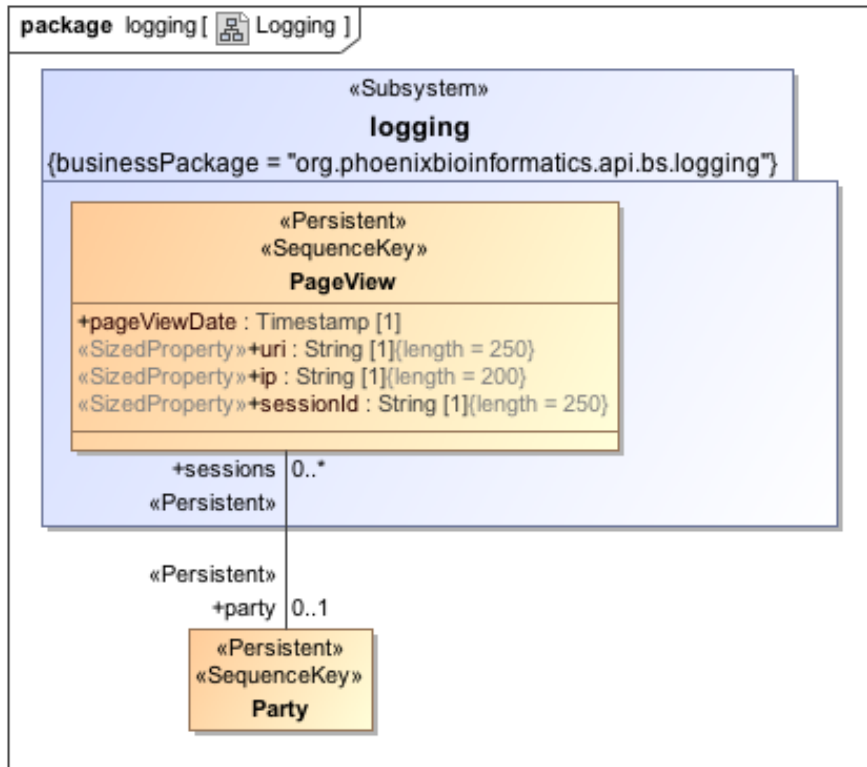 package logging [ Logging ]
«Subsystem»
logging
{businessPackage = "org.phoenixbioinformatics.api.bs.logging"}
«Persistent»
«SequenceKey»
PageView
+pageViewDate : Timestamp [1]
«SizedProperty»+uri : String [1]{length = 250}
«SizedProperty»+ip : String [1]{length = 200}
«SizedProperty»+sessionId : String [1]{length = 250}
+sessions 0..*
«Persistent»
«Persistent»
+party 0..1
«Persistent»
«SequenceKey»
Party